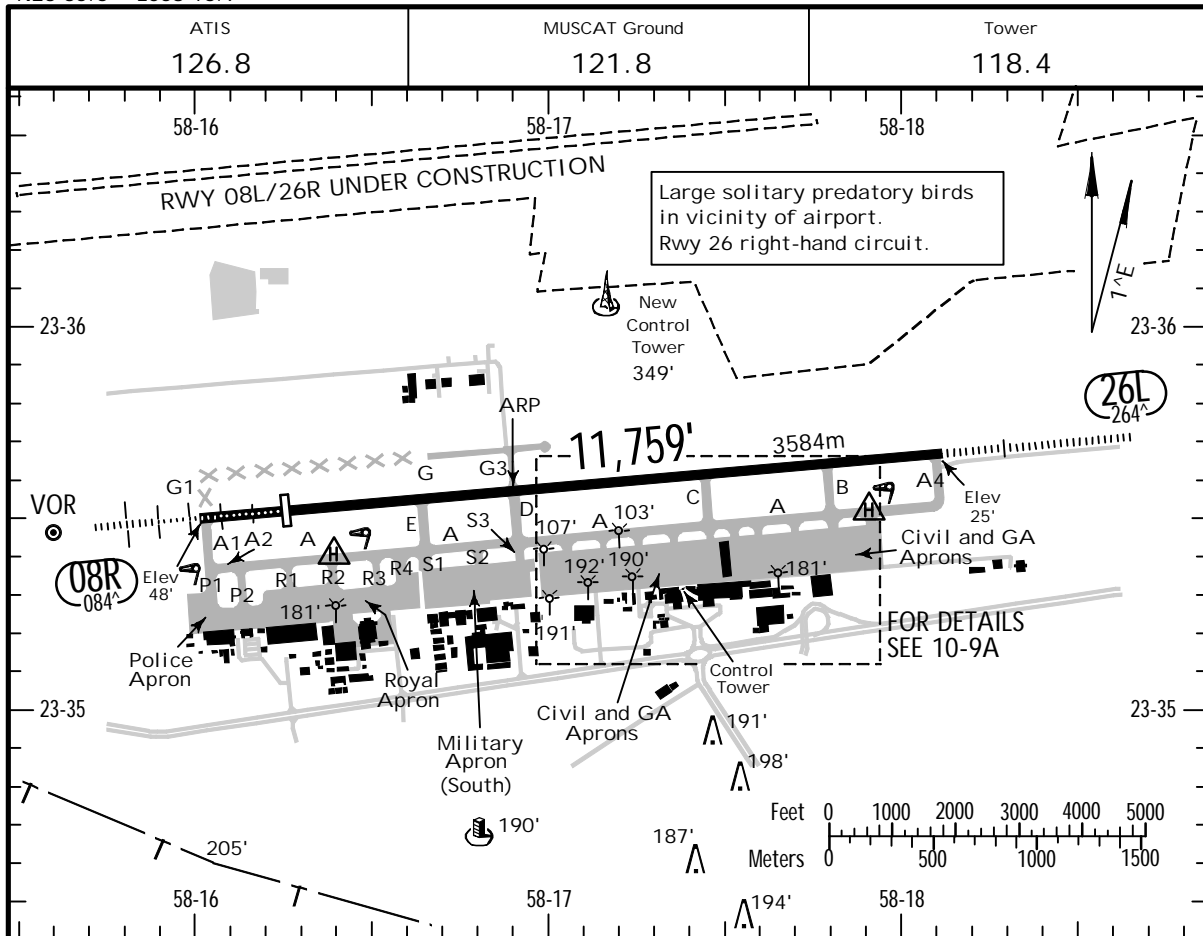 ATIS
126.8
MUSCAT Ground
121.8
Tower
118.4
58-16
58-17
58-18
RWY 08L/26R UNDER CONSTRUCTION
Large solitary predatory birds
in vicinity of airport.
Rwy 26 right-hand circuit.
1^E
23-36
New
Control
Tower
349'
23-36
26L
264^
ARP
11,759'
3584m
G
G3
G1
VOR
A4
Elev
25'
B
C
D
E
A
S3
107'
A
103'
A
A1
A2
A
H
H
Civil and GA
Aprons
08R
084^
Elev
48'
P1
P2
R1
R2
R3
R4
S1
S2
192'
190'
181'
181'
191'
FOR DETAILS
SEE 10-9A
Police
Apron
Royal
Apron
Control
Tower
23-35
Civil and GA
Aprons
191'
23-35
Military
Apron
(South)
198'
190'
187'
205'
Feet 0 1000 2000 3000 4000 5000
Meters 0 500 1000 1500
58-16
58-17
194'
58-18